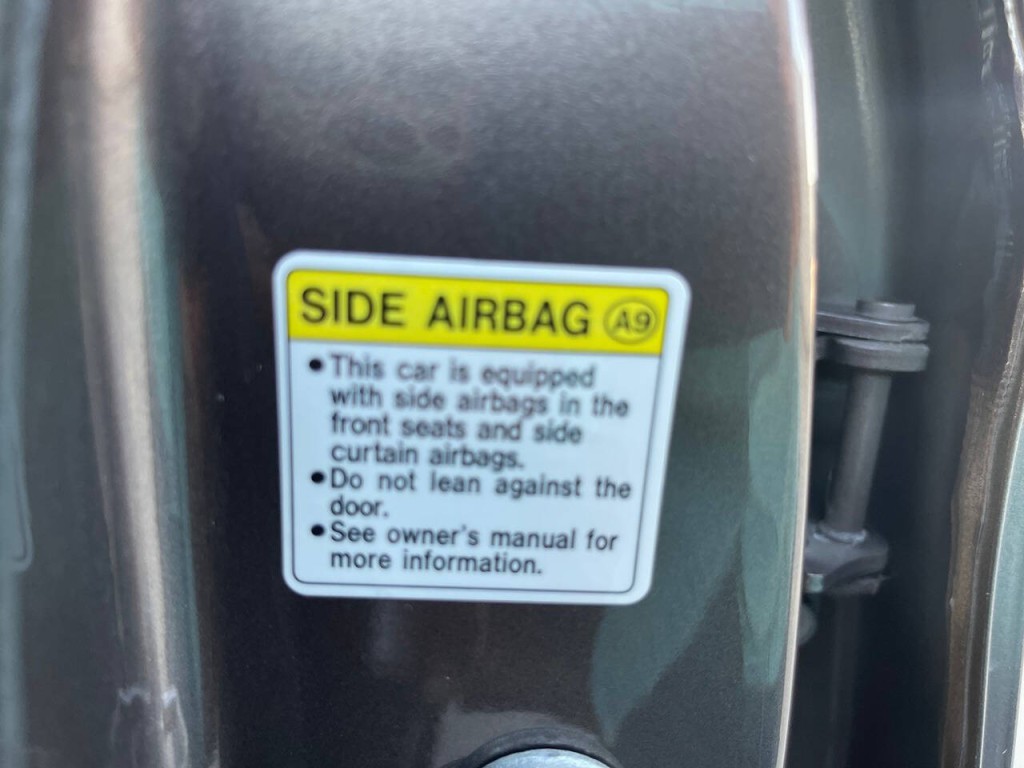 SIDE AIRBAG A9
•This car is equipped
with side airbags in the
front seats and side
curtain airbags.
•Do not lean against the
door.
•See owner's manual for
more information.